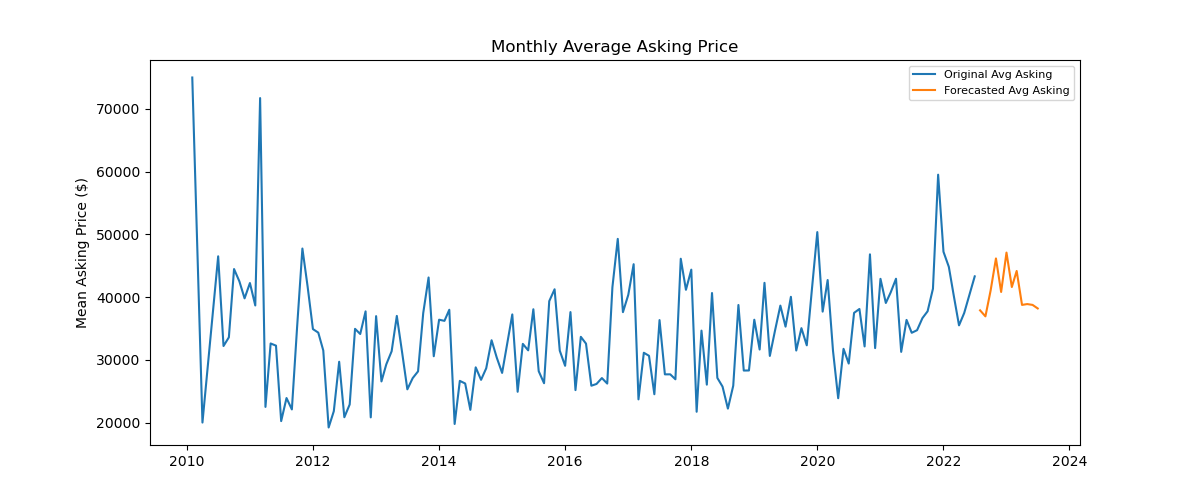 Monthly Average Asking Price
Original Avg Asking
Forecasted Avg Asking
Mean Asking Price ($)
70000
60000
50000
40000
30000
20000
2010 2012 2014 2016 2018 2020 2022 2024